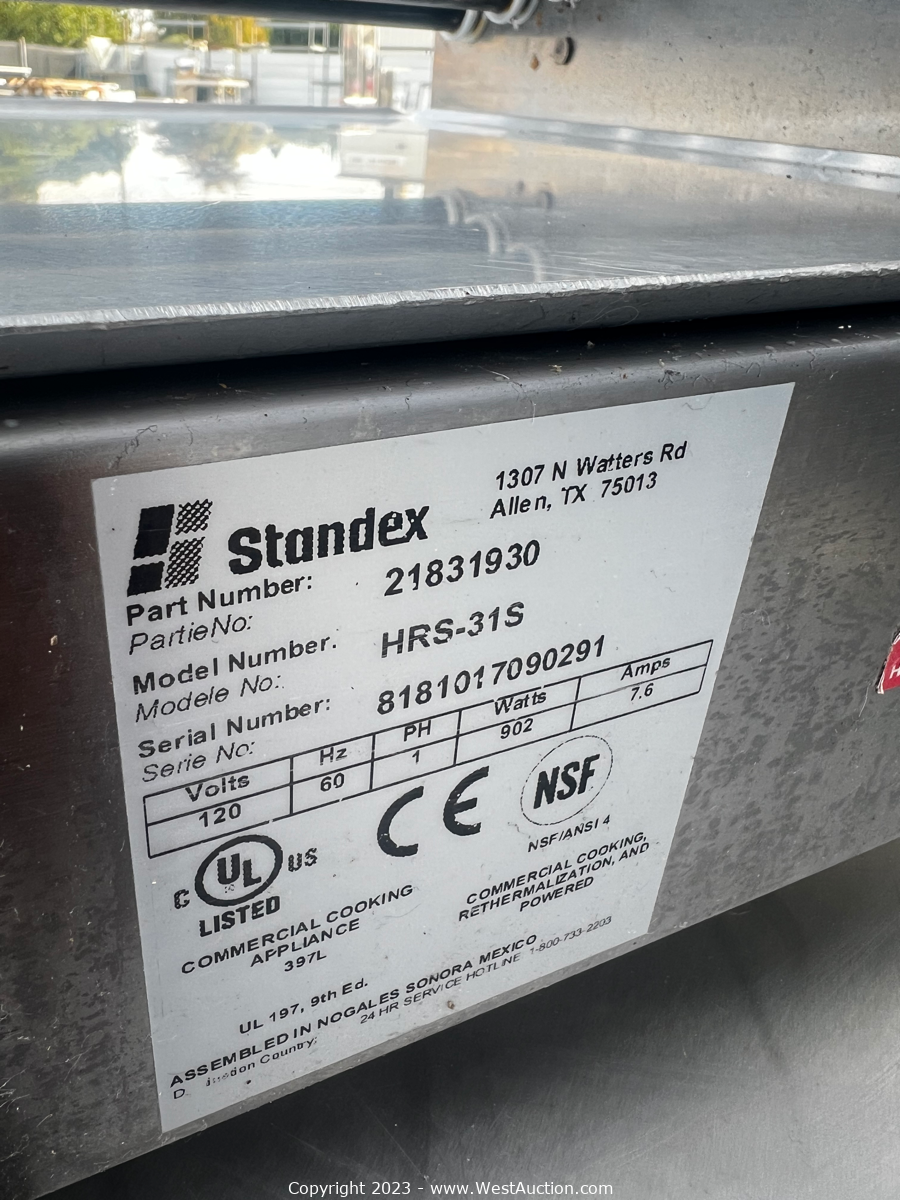 Standex
1307 N Watters Rd
Allen, TX 75013
Part Number: 21831930
PartieNo:
Model Number. HRS-31S
Modele No:
Serial Number: 8181017090291
Serie No:
Volts Hz PH Watts Amps
120 60 1 902 7.6
C UL US
LISTED
CE
NSF
NSF/ANSI 4
COMMERCIAL COOKING
APPLIANCE
397L
COMMERCIAL COOKING,
RETHERMALIZATION, AND
POWERED
UL 197, 9th Ed.
ASSEMBLED IN NOGALES SONORA MEXICO
24 HR SERVICE HOTLINE 1-800-733-2203
Country:
Copyright 2023 - www.WestAuction.com